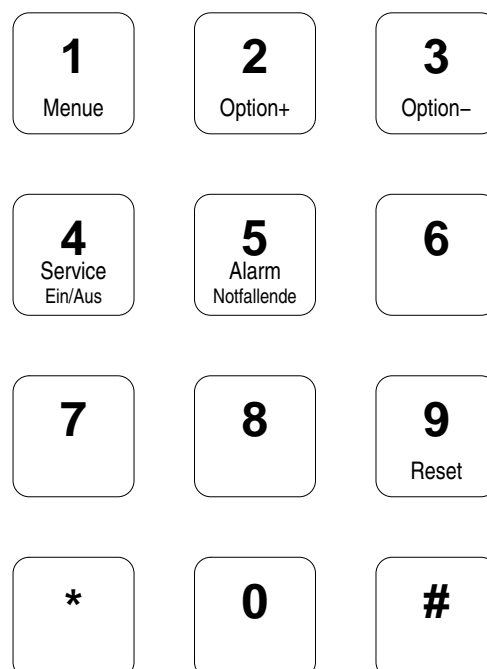 1
Menue
2
Option+
3
Option−
4
Service
Ein/Aus
5
Alarm
Notfallende
6
7
8
9
Reset
*
0
#